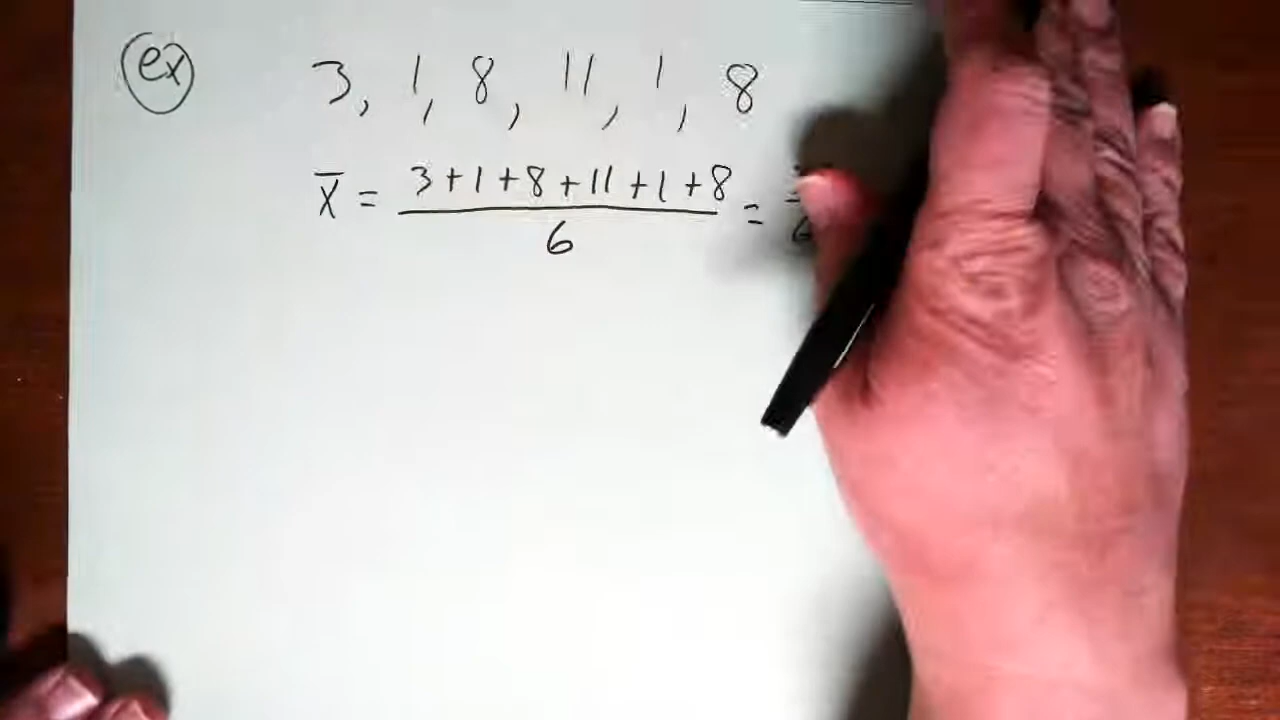 ex 3, 1, 8, 11, 1, 8
x̄ = 3+1+8+11+1+8 / 6 =